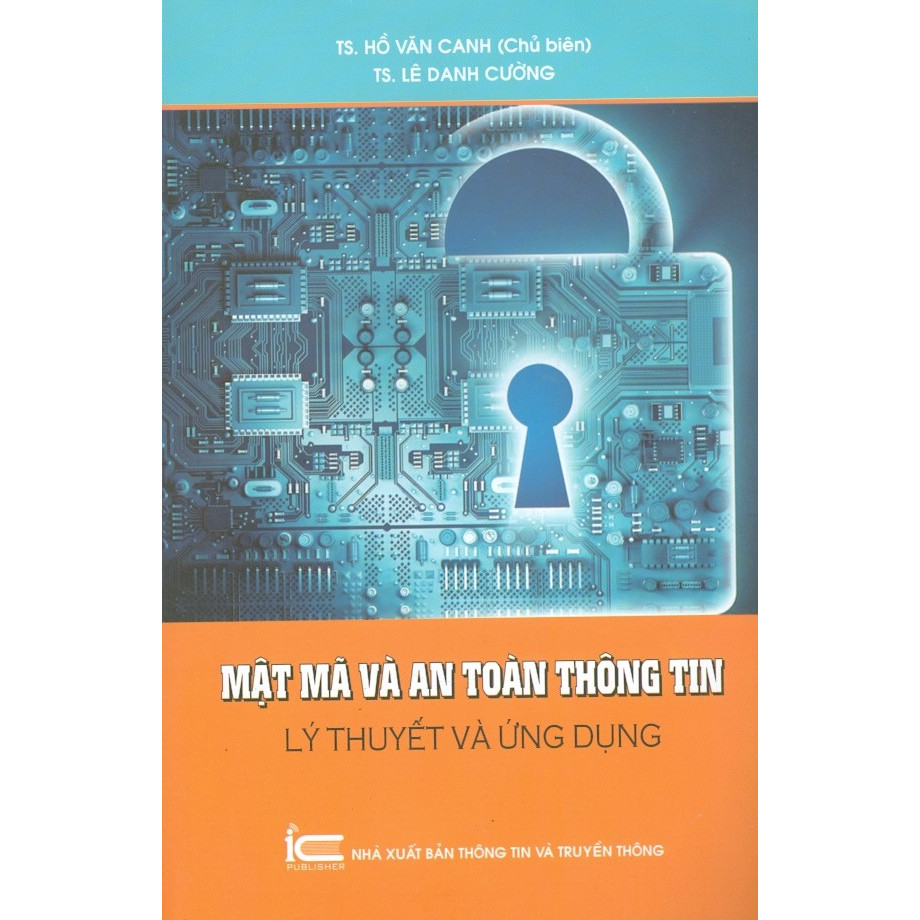 TS. HỒ VĂN CANH (Chủ biên)
TS. LÊ DANH CƯỜNG
MẬT MÃ VÀ AN TOÀN THÔNG TIN
LÝ THUYẾT VÀ ỨNG DỤNG
ic
PUBLISHER
NHÀ XUẤT BẢN THÔNG TIN VÀ TRUYỀN THÔNG